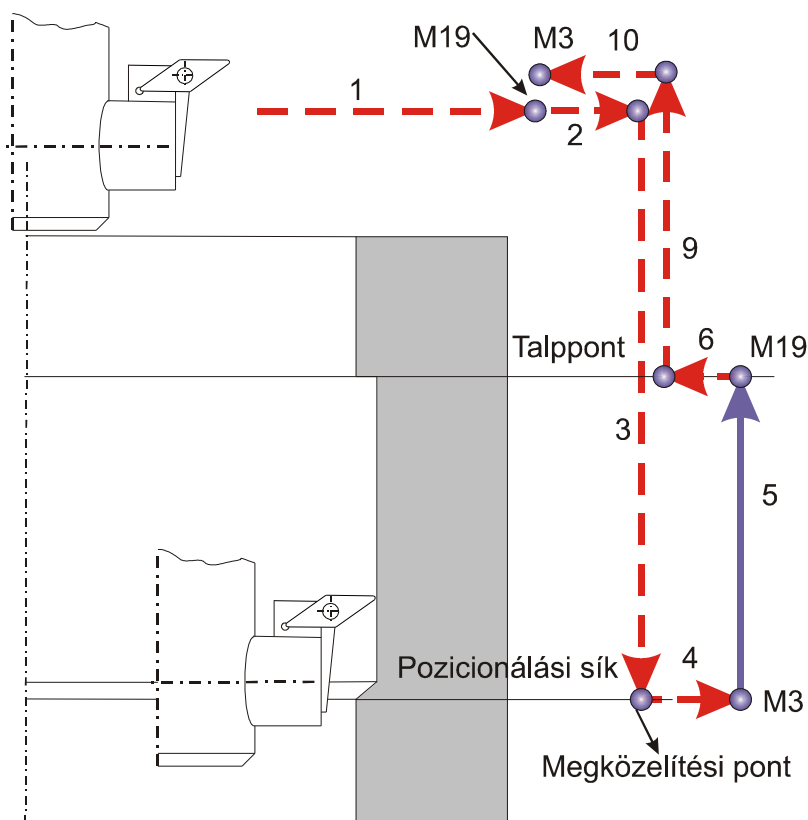 M19
M3
10
1
2
9
Talppont
6
M19
3
5
Pozicionálási sík
4
M3
Megközelítési pont